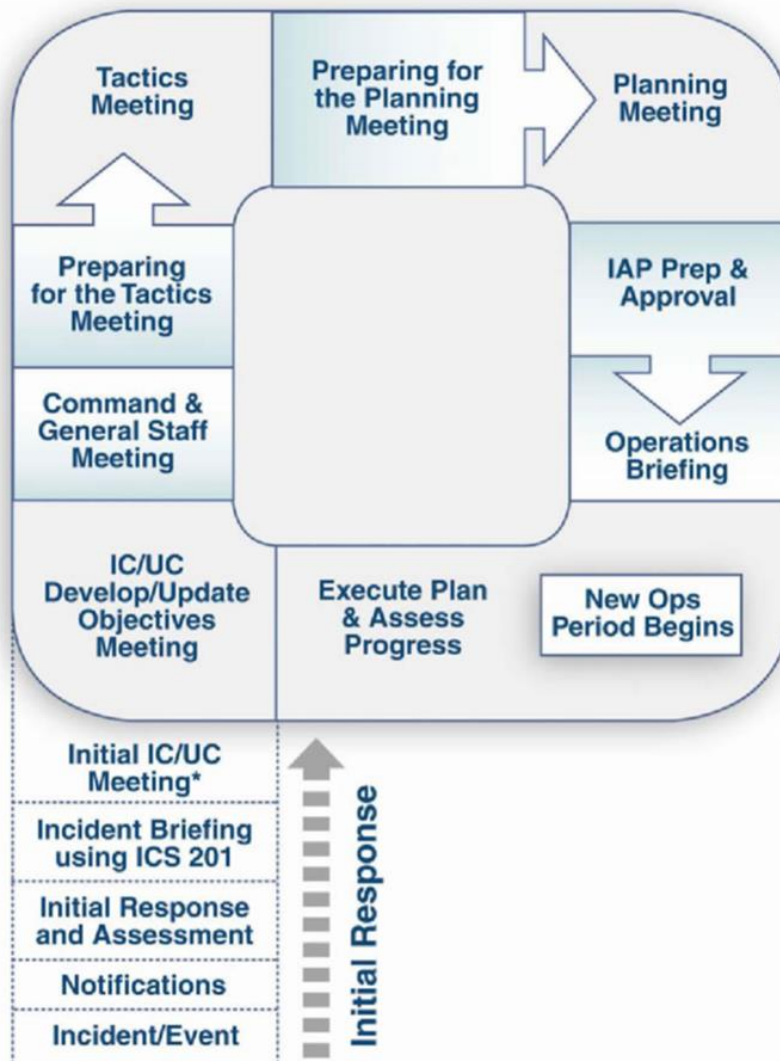 Tactics
Meeting
Preparing for
the Planning
Meeting
Planning
Meeting
Preparing
for the Tactics
Meeting
IAP Prep &
Approval
Command &
General Staff
Meeting
Operations
Briefing
IC/UC
Develop/Update
Objectives
Meeting
Execute Plan
& Assess
Progress
New Ops
Period Begins
Initial IC/UC
Meeting*
Incident Briefing
using ICS 201
Initial Response
and Assessment
Notifications
Incident/Event
Initial Response